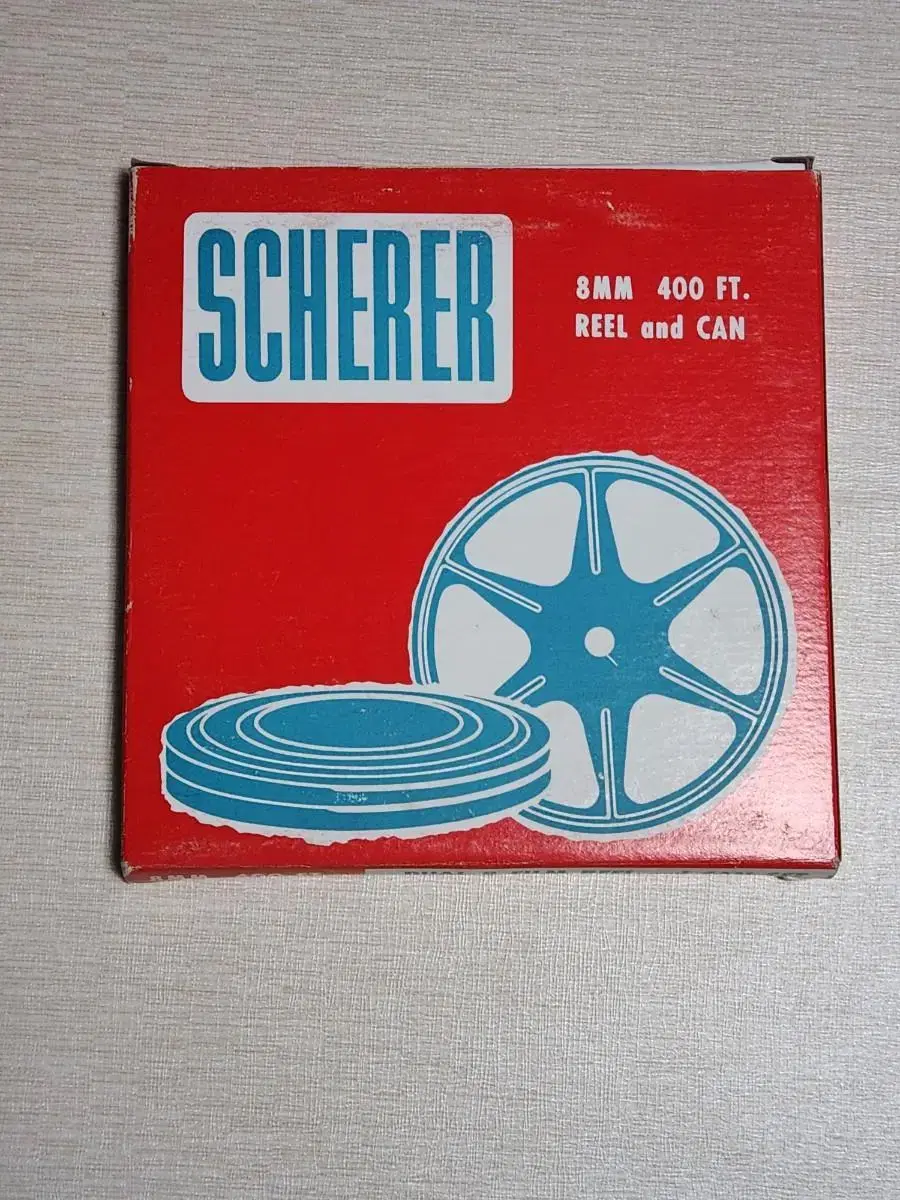 SCHERER
8MM 400 FT.
REEL and CAN